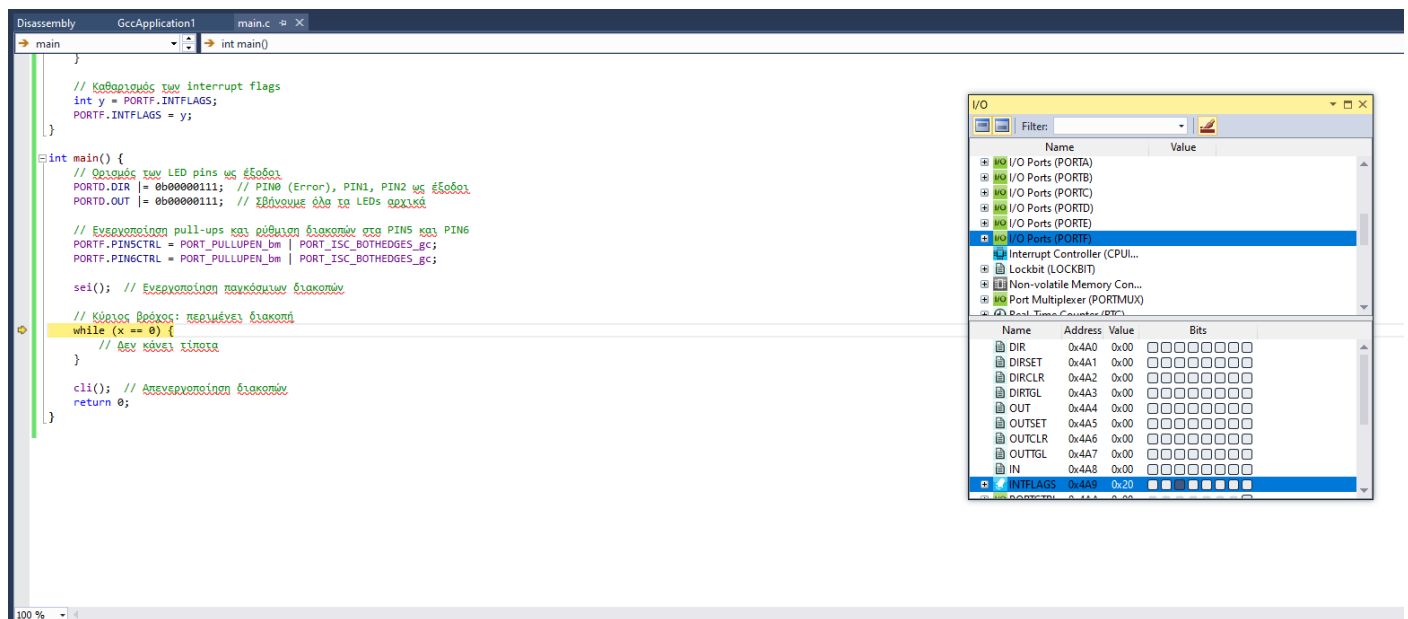 Disassembly GccApplication1 main.c
main int main()
}
// Καθαρισμός των interrupt flags
int y = PORTF.INTFLAGS;
PORTF.INTFLAGS = y;
}
int main() {
// Ορισμός των LED pins ως έξοδοι
PORTD.DIR |= 0b00000111; // PIN0 (Error), PIN1, PIN2 ως έξοδοι
PORTD.OUT |= 0b00000111; // Σβήνουμε όλα τα LEDs αρχικά
// Ενεργοποίηση pull-ups και ρύθμιση διακοπών στα PIN5 και PIN6
PORTF.PIN5CTRL = PORT_PULLUPEN_bm | PORT_ISC_BOTHEDGES_gc;
PORTF.PIN6CTRL = PORT_PULLUPEN_bm | PORT_ISC_BOTHEDGES_gc;
sei(); // Ενεργοποίηση παγκόσμιων διακοπών
// Κύριος βρόχος: περιμένει διακοπή
while (x == 0) {
// Δεν κάνει τίποτα
}
cli(); // Απενεργοποίηση διακοπών
return 0;
}
100 %
I/O
Filter:
Name Value
I/O Ports (PORTA)
I/O Ports (PORTB)
I/O Ports (PORTC)
I/O Ports (PORTD)
I/O Ports (PORTE)
I/O Ports (PORTF)
Interrupt Controller (CPUI...
Lockbit (LOCKBIT)
Non-volatile Memory Con...
Port Multiplexer (PORTMUX)
Real-Time Counter (RTC)
Name Address Value Bits
DIR 0x4A0 0x00
DIRSET 0x4A1 0x00
DIRCLR 0x4A2 0x00
DIRTGL 0x4A3 0x00
OUT 0x4A4 0x00
OUTSET 0x4A5 0x00
OUTCLR 0x4A6 0x00
OUTTGL 0x4A7 0x00
IN 0x4A8 0x00
INTFLAGS 0x4A9 0x20
PORTCTRL 0x4AA 0x00